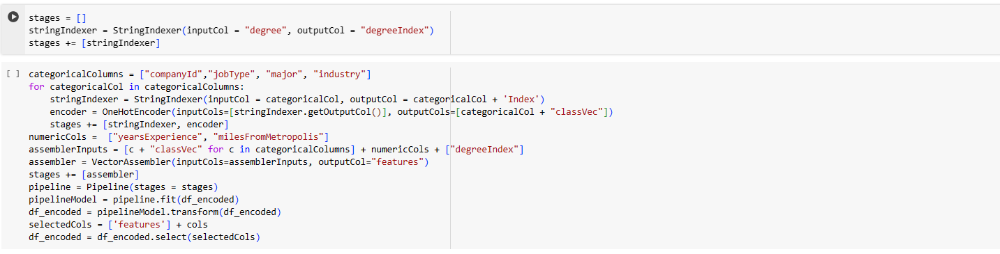 stages = []
stringIndexer = StringIndexer(inputCol = "degree", outputCol = "degreeIndex")
stages += [stringIndexer]
[ ] categoricalColumns = ["companyId","jobType", "major", "industry"]
for categoricalCol in categoricalColumns:
    stringIndexer = StringIndexer(inputCol = categoricalCol, outputCol = categoricalCol + 'Index')
    encoder = OneHotEncoder(inputCols=[stringIndexer.getOutputCol()], outputCols=[categoricalCol + "classVec"])
    stages += [stringIndexer, encoder]
numericCols =  ["yearsExperience", "milesFromMetropolis"]
assemblerInputs = [c + "classVec" for c in categoricalColumns] + numericCols + ["degreeIndex"]
assembler = VectorAssembler(inputCols=assemblerInputs, outputCol="features")
stages += [assembler]
pipeline = Pipeline(stages = stages)
pipelineModel = pipeline.fit(df_encoded)
df_encoded = pipelineModel.transform(df_encoded)
selectedCols = ['features'] + cols
df_encoded = df_encoded.select(selectedCols)